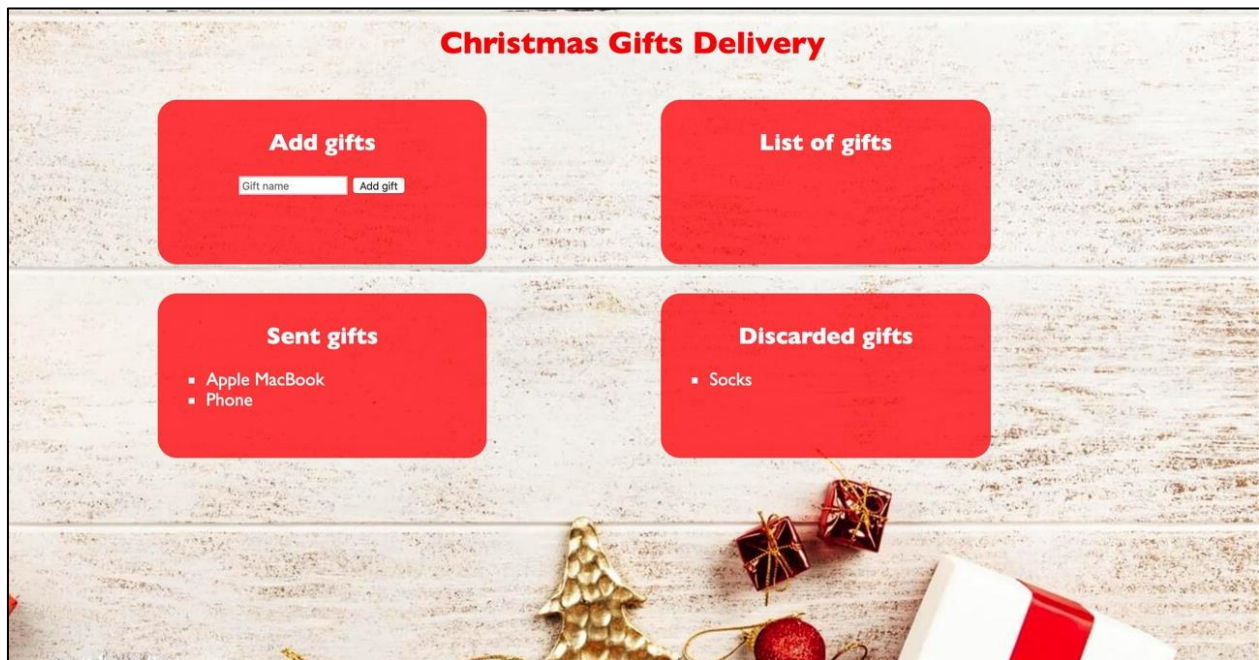 Christmas Gifts Delivery
Add gifts
Gift name Add gift
List of gifts
Sent gifts
Apple MacBook
Phone
Discarded gifts
Socks